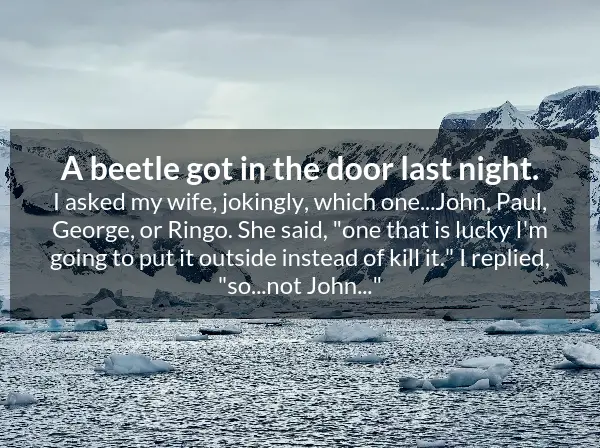 A beetle got in the door last night.
I asked my wife, jokingly, which one...John, Paul,
George, or Ringo. She said, "one that is lucky I'm
going to put it outside instead of kill it." I replied,
"so...not John..."